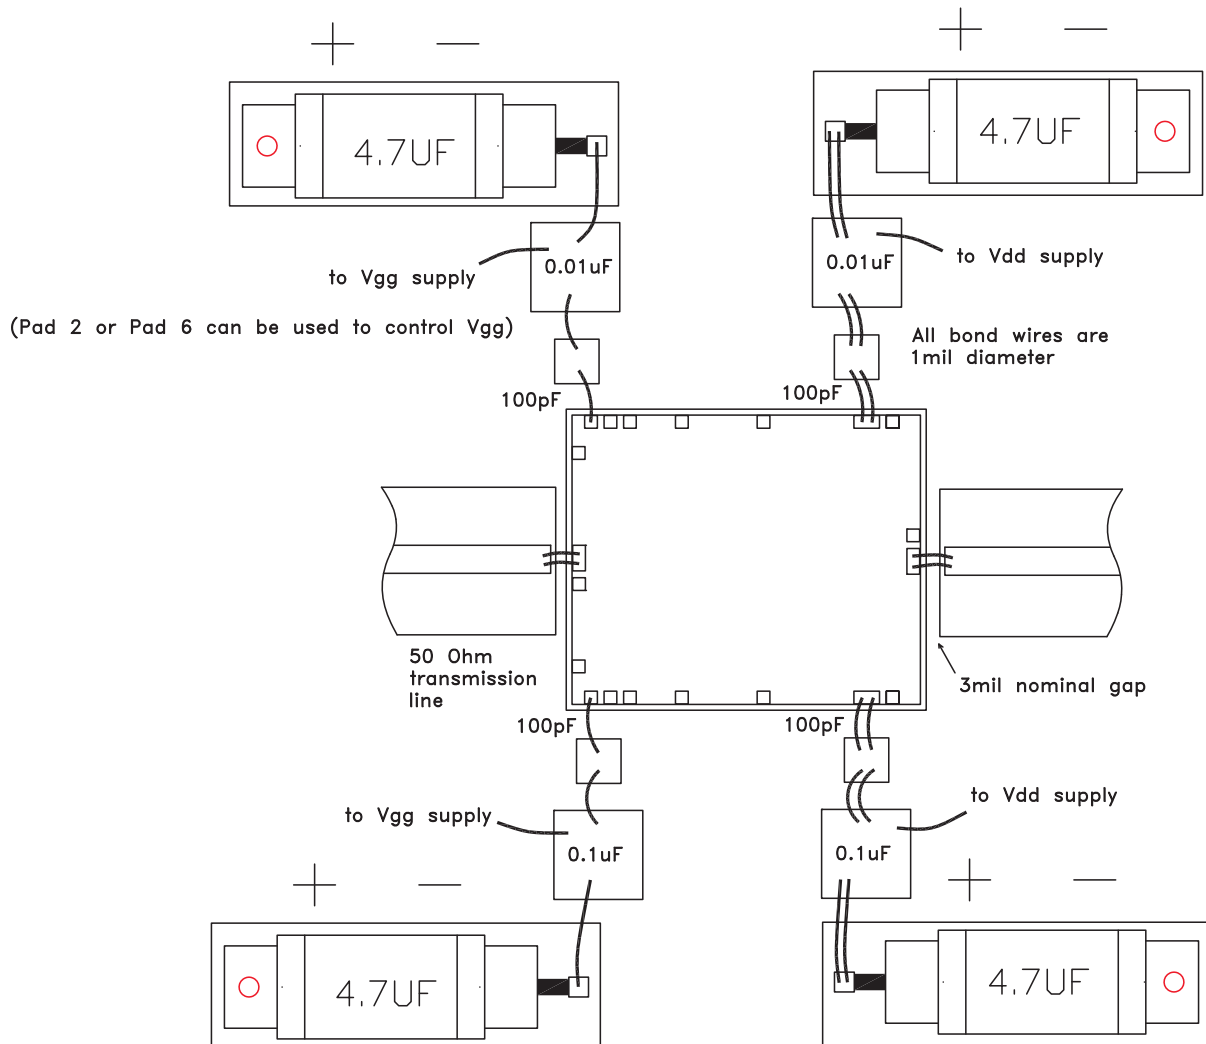 + −
+ −
4.7UF
4.7UF
0.01uF
to Vgg supply
0.01uF
to Vdd supply
(Pad 2 or Pad 6 can be used to control Vgg)
All bond wires are
1mil diameter
100pF
100pF
50 Ohm
transmission
line
3mil nominal gap
100pF
100pF
to Vgg supply
to Vdd supply
0.1uF
0.1uF
+ −
+ −
4.7UF
4.7UF